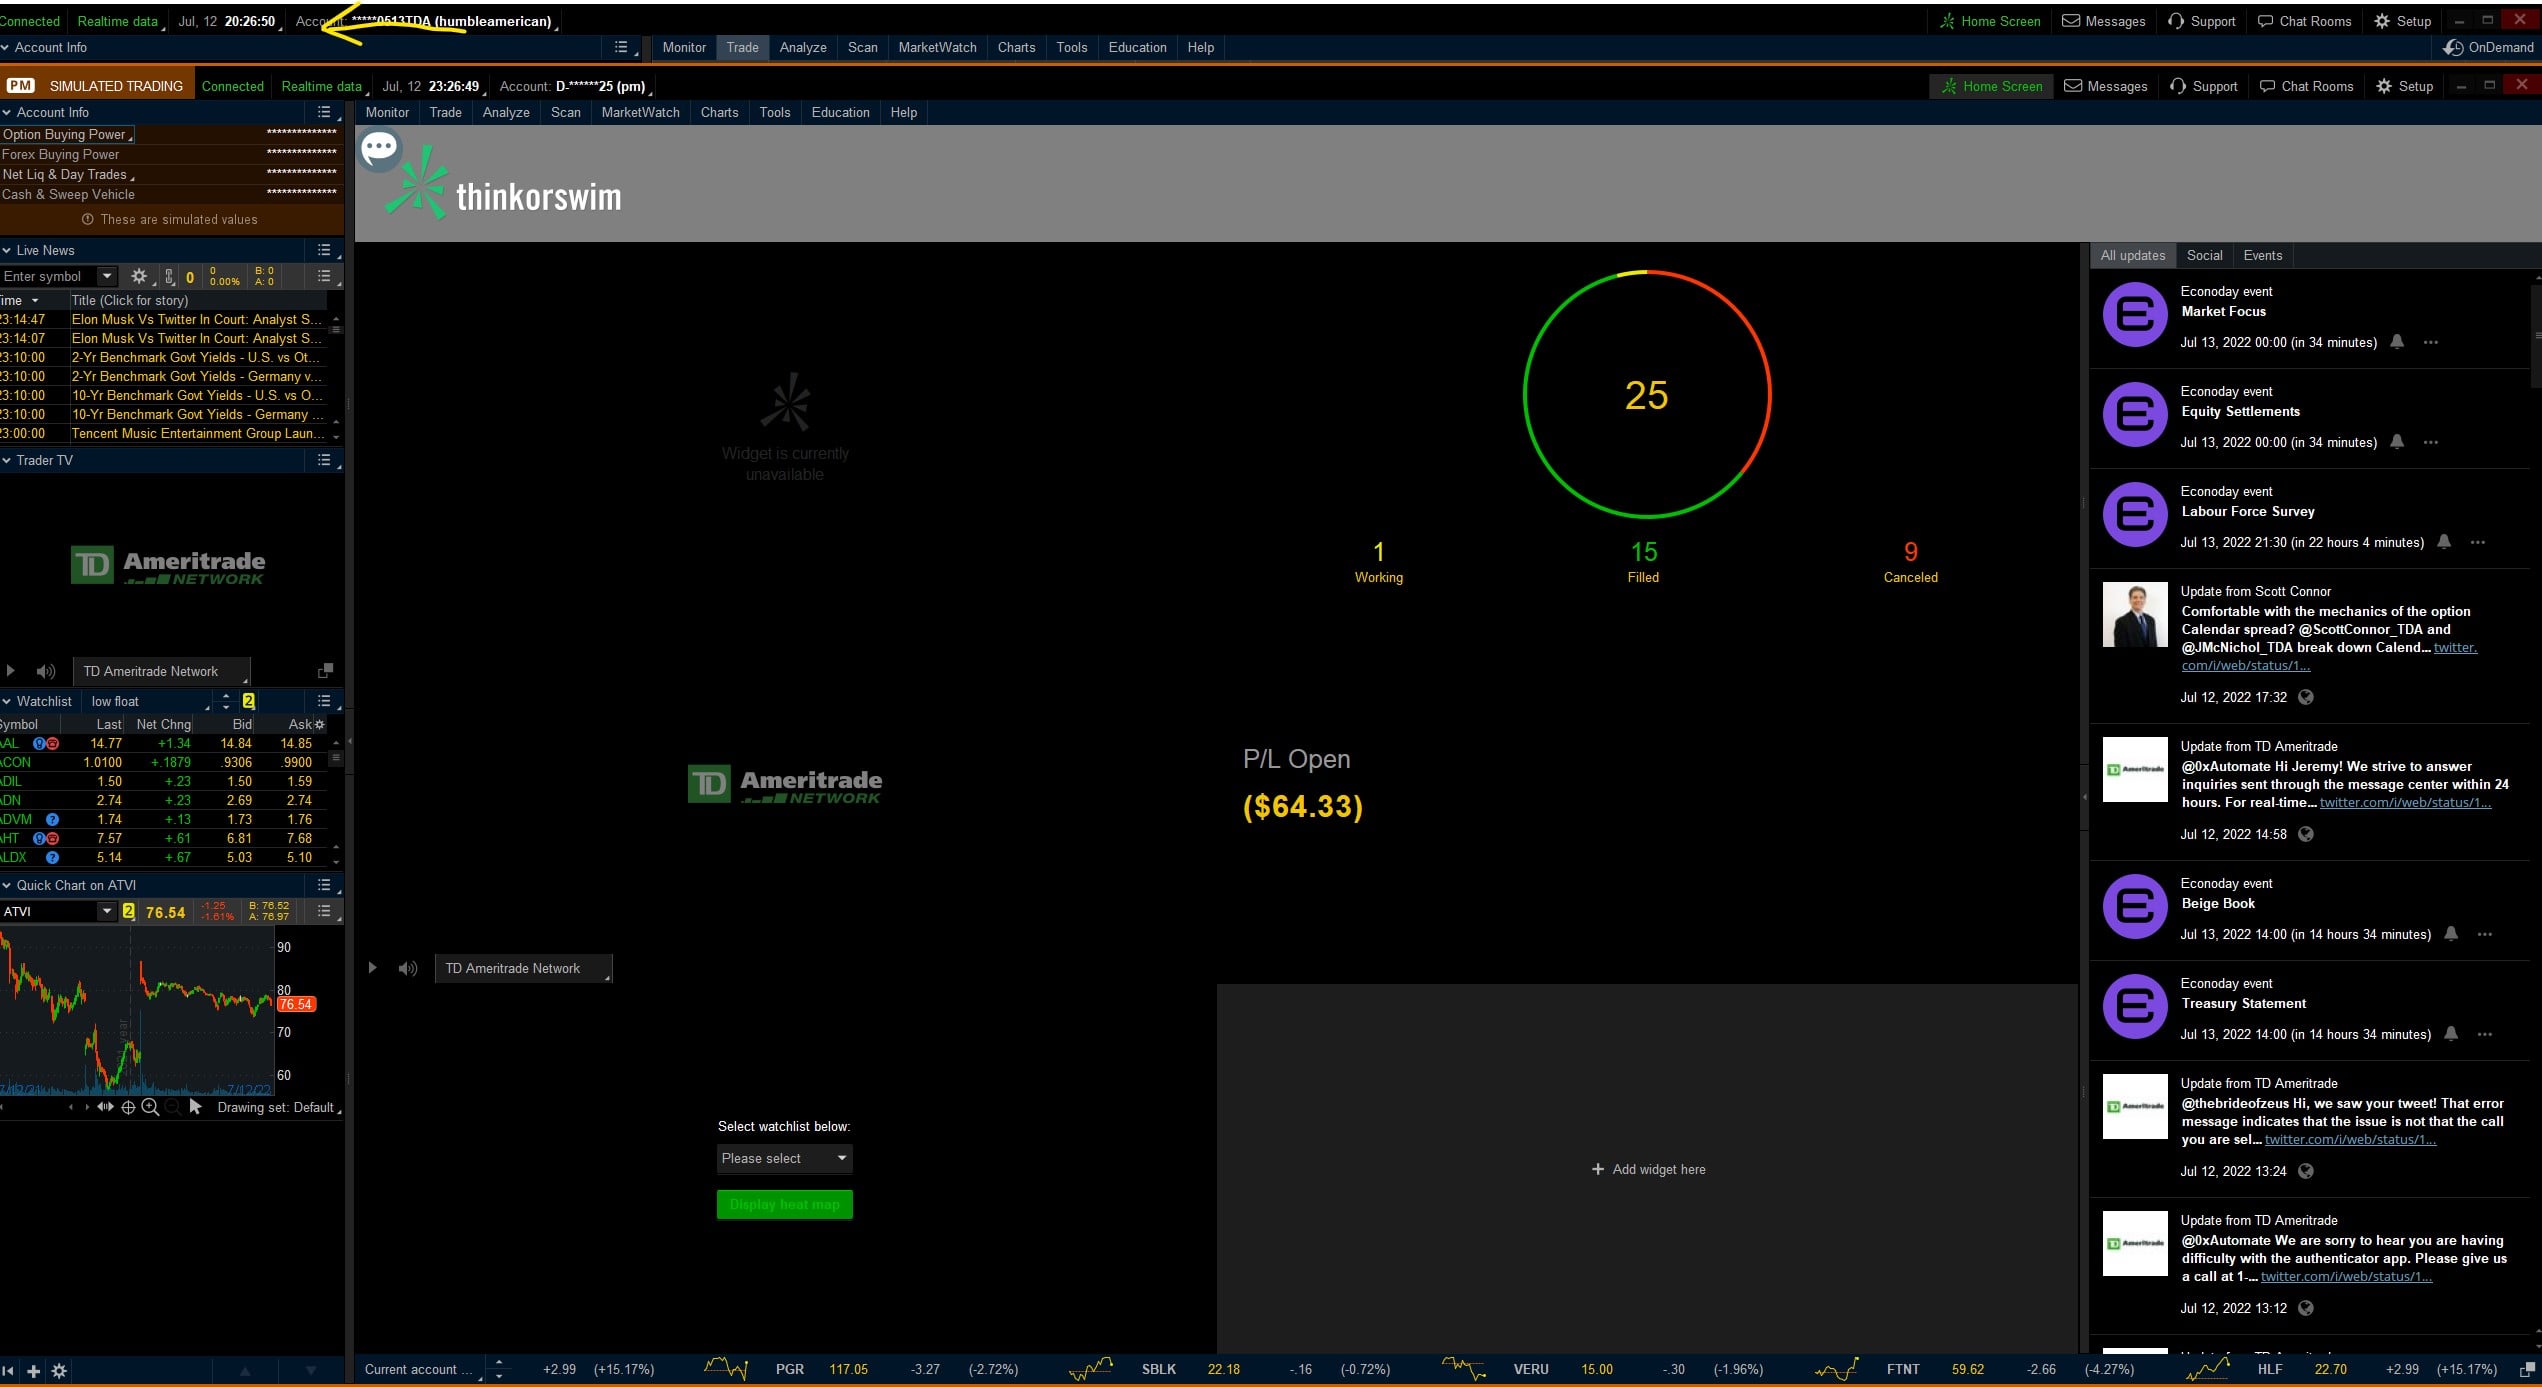 Connected Realtime data Jul, 12 20:26:50 Account: *****0513TDA (humbleamerican) Home Screen Messages Support Chat Rooms Setup
Account Info Monitor Trade Analyze Scan MarketWatch Charts Tools Education Help OnDemand
PM SIMULATED TRADING Connected Realtime data Jul, 12 23:26:49 Account: D-******25 (pm) Home Screen Messages Support Chat Rooms Setup
Account Info Monitor Trade Analyze Scan MarketWatch Charts Tools Education Help
Option Buying Power **************
Forex Buying Power **************
Net Liq & Day Trades **************
Cash & Sweep Vehicle **************
These are simulated values
thinkorswim
Live News
Enter symbol 0 0 0.00% B: 0 A: 0
Time Title (Click for story)
23:14:47 Elon Musk Vs Twitter In Court: Analyst S...
23:14:07 Elon Musk Vs Twitter In Court: Analyst S...
23:10:00 2-Yr Benchmark Govt Yields - U.S. vs Ot...
23:10:00 2-Yr Benchmark Govt Yields - Germany v...
23:10:00 10-Yr Benchmark Govt Yields - U.S. vs O...
23:10:00 10-Yr Benchmark Govt Yields - Germany ...
23:00:00 Tencent Music Entertainment Group Laun...
Trader TV
TD Ameritrade
NETWORK
TD Ameritrade Network
Watchlist low float 2
Symbol Last Net Chng Bid Ask
AAL 14.77 +1.34 14.84 14.85
ACON 1.0100 +.1879 .9306 .9900
ADIL 1.50 +.23 1.50 1.59
ADN 2.74 +.23 2.69 2.74
ADVM 1.74 +.13 1.73 1.76
AHT 7.57 +.61 6.81 7.68
ALDX 5.14 +.67 5.03 5.10
Quick Chart on ATVI
ATVI 2 76.54 -1.25 -1.61% B: 76.52 A: 76.97
90
80
76.54
70
60
7/12/22
Drawing set: Default
Widget is currently
unavailable
25
1 15 9
Working Filled Canceled
TD Ameritrade
NETWORK
P/L Open
($64.33)
TD Ameritrade Network
Select watchlist below:
Please select
Display heat map
Add widget here
All updates Social Events
Econoday event
Market Focus
Jul 13, 2022 00:00 (in 34 minutes)
Econoday event
Equity Settlements
Jul 13, 2022 00:00 (in 34 minutes)
Econoday event
Labour Force Survey
Jul 13, 2022 21:30 (in 22 hours 4 minutes)
Update from Scott Connor
Comfortable with the mechanics of the option
Calendar spread? @ScottConnor_TDA and
@JMcNichol_TDA break down Calend... twitter.
com/i/web/status/1...
Jul 12, 2022 17:32
TD Ameritrade
Update from TD Ameritrade
@0xAutomate Hi Jeremy! We strive to answer
inquiries sent through the message center within 24
hours. For real-time... twitter.com/i/web/status/1...
Jul 12, 2022 14:58
Econoday event
Beige Book
Jul 13, 2022 14:00 (in 14 hours 34 minutes)
Econoday event
Treasury Statement
Jul 13, 2022 14:00 (in 14 hours 34 minutes)
TD Ameritrade
Update from TD Ameritrade
@thebrideofzeus Hi, we saw your tweet! That error
message indicates that the issue is not that the call
you are sel... twitter.com/i/web/status/1...
Jul 12, 2022 13:24
TD Ameritrade
Update from TD Ameritrade
@0xAutomate We are sorry to hear you are having
difficulty with the authenticator app. Please give us
a call at 1-... twitter.com/i/web/status/1...
Jul 12, 2022 13:12
Current account ... +2.99 (+15.17%) PGR 117.05 -3.27 (-2.72%) SBLK 22.18 -.16 (-0.72%) VERU 15.00 -.30 (-1.96%) FTNT 59.62 -2.66 (-4.27%) HLF 22.70 +2.99 (+15.17%)